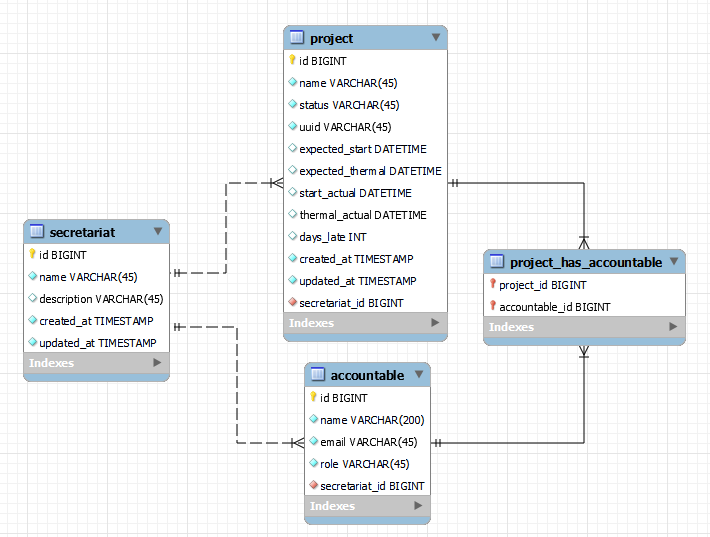 project
id BIGINT
name VARCHAR(45)
status VARCHAR(45)
uuid VARCHAR(45)
expected_start DATETIME
expected_thermal DATETIME
start_actual DATETIME
thermal_actual DATETIME
days_late INT
created_at TIMESTAMP
updated_at TIMESTAMP
secretariat_id BIGINT
Indexes
secretariat
id BIGINT
name VARCHAR(45)
description VARCHAR(45)
created_at TIMESTAMP
updated_at TIMESTAMP
Indexes
project_has_accountable
project_id BIGINT
accountable_id BIGINT
Indexes
accountable
id BIGINT
name VARCHAR(200)
email VARCHAR(45)
role VARCHAR(45)
secretariat_id BIGINT
Indexes